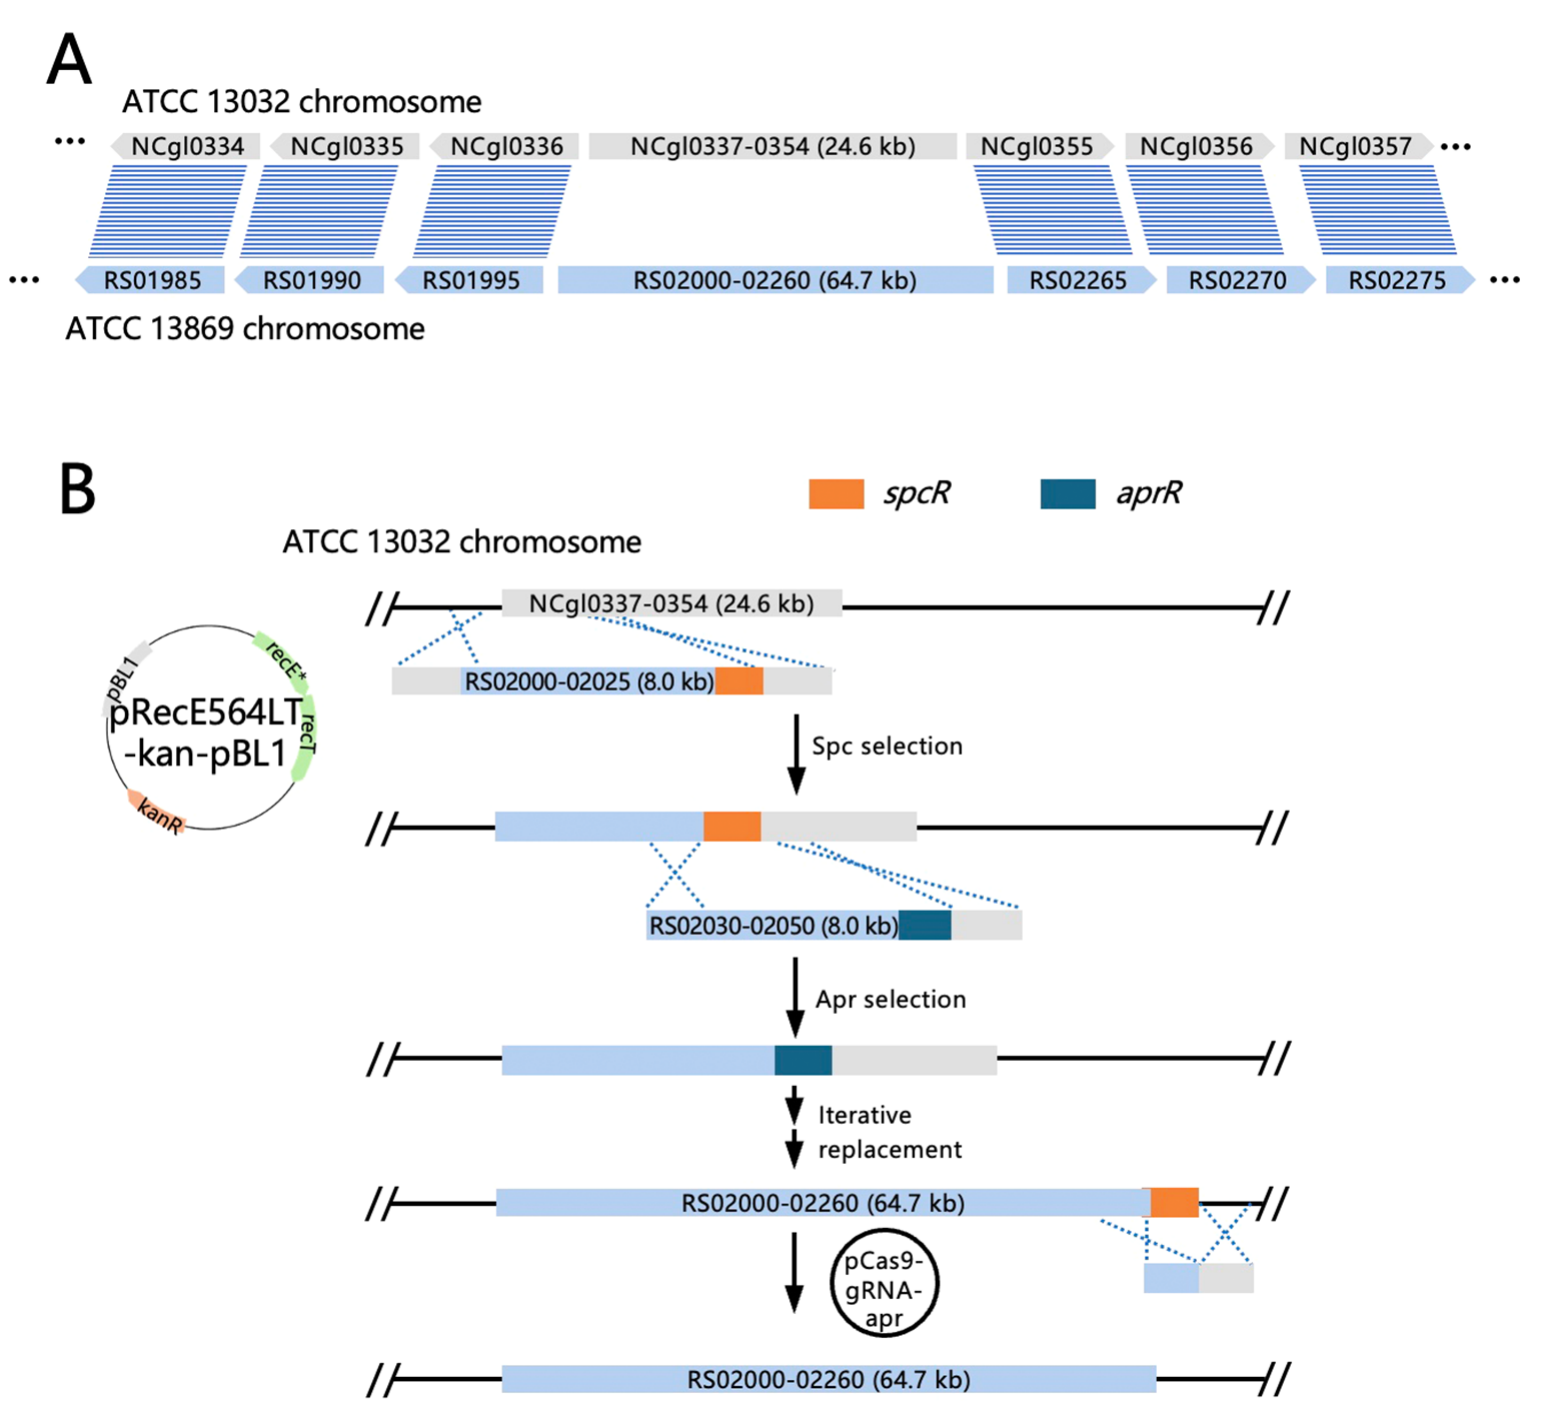 A
ATCC 13032 chromosome
... NCgl0334 NCgl0335 NCgl0336 NCgl0337-0354 (24.6 kb) NCgl0355 NCgl0356 NCgl0357 ...
... RS01985 RS01990 RS01995 RS02000-02260 (64.7 kb) RS02265 RS02270 RS02275 ...
ATCC 13869 chromosome
B
spcR aprR
ATCC 13032 chromosome
NCgl0337-0354 (24.6 kb)
RS02000-02025 (8.0 kb)
pBL1
recE*
recT
kanR
pRecE564LT
-kan-pBL1
Spc selection
RS02030-02050 (8.0 kb)
Apr selection
Iterative
replacement
RS02000-02260 (64.7 kb)
pCas9-
gRNA-
apr
RS02000-02260 (64.7 kb)